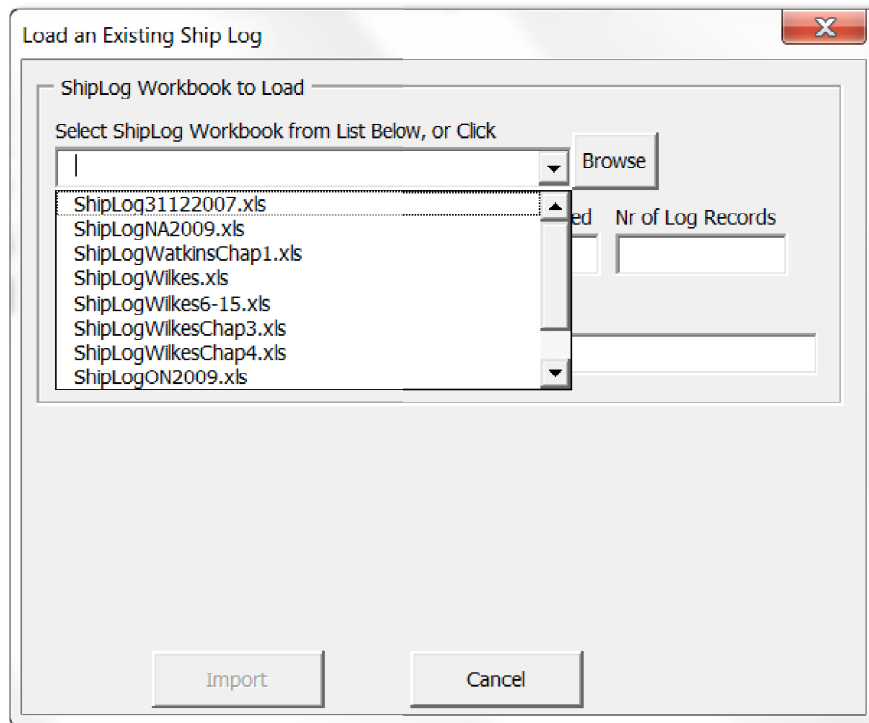 Load an Existing Ship Log
ShipLog Workbook to Load
Select ShipLog Workbook from List Below, or Click
Browse
ShipLog31122007.xls
ShipLogNA2009.xls
ShipLogWatkinsChap1.xls
ShipLogWilkes.xls
ShipLogWilkes6-15.xls
ShipLogWilkesChap3.xls
ShipLogWilkesChap4.xls
ShipLogON2009.xls
ed Nr of Log Records
Import Cancel